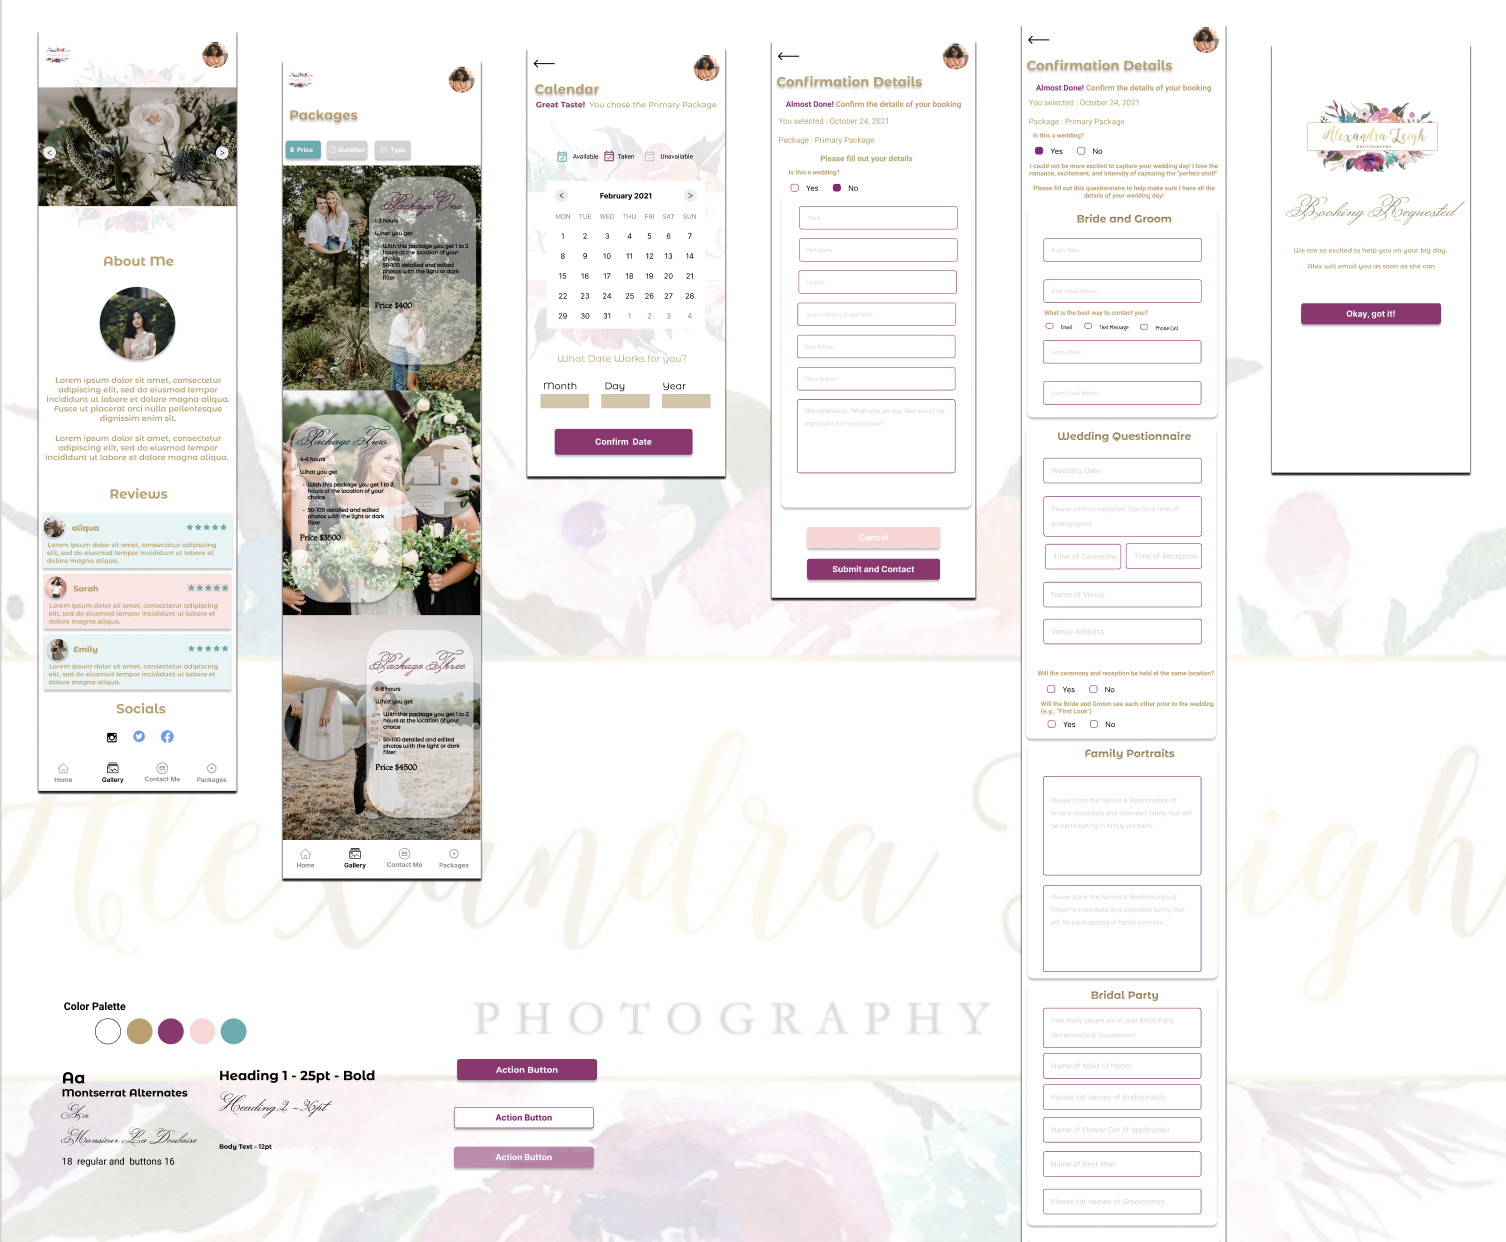 About Me
Lorem ipsum dolor sit amet, consectetur
adipiscing elit, sed do eiusmod tempor
incididunt ut labore et dolore magna aliqua.
Fusce ut placerat orci nulla pellentesque
dignissim enim sit.
Lorem ipsum dolor sit amet, consectetur
adipiscing elit, sed do eiusmod tempor
incididunt ut labore et dolore magna aliqua.
Reviews
aliqua
Lorem ipsum dolor sit amet, consectetur adipiscing
elit, sed do eiusmod tempor incididunt ut labore et
dolore magna aliqua.
Sarah
Lorem ipsum dolor sit amet, consectetur adipiscing
elit, sed do eiusmod tempor incididunt ut labore et
dolore magna aliqua.
Emily
Lorem ipsum dolor sit amet, consectetur adipiscing
elit, sed do eiusmod tempor incididunt ut labore et
dolore magna aliqua.
Socials
Home Gallery Contact Me Packages
Packages
$ Price Duration Type
Package One
1-2 hours
What you get
- With this package you get 1 to 2
hours at the location of your
choice
- 50-100 detailed and edited
photos with the light or dark
filter
Price $400
Package Two
4-6 hours
What you get
- With this package you get 1 to 2
hours at the location of your
choice
- 50-100 detailed and edited
photos with the light or dark
filter
Price $3500
Package Three
6-8 hours
What you get
- With this package you get 1 to 2
hours at the location of your
choice
- 50-100 detailed and edited
photos with the light or dark
filter
Price $4500
Home Gallery Contact Me Packages
Calendar
Great Taste! You chose the Primary Package
Available Taken Unavailable
< February 2021 >
MON TUE WED THU FRI SAT SUN
1 2 3 4 5 6 7
8 9 10 11 12 13 14
15 16 17 18 19 20 21
22 23 24 25 26 27 28
29 30 31 1 2 3 4
What Date Works for you?
Month Day Year
Confirm Date
Confirmation Details
Almost Done! Confirm the details of your booking
You selected : October 24, 2021
Package : Primary Package
Please fill out your details
Is this a wedding?
Yes No
Name
Location
Location Address (if applicable)
Email Address
Phone Number
Miscellaneous: What else do you feel would be
important for me to know?
Cancel
Submit and Contact
Confirmation Details
Almost Done! Confirm the details of your booking
You selected : October 24, 2021
Package : Primary Package
Is this a wedding?
Yes No
I could not be more excited to capture your wedding day! I love the
romance, excitement, and intensity of capturing the "perfect shot!"
Please fill out this questionnaire to help make sure I have all the
details of your wedding day!
Bride and Groom
Bride's Name
Bride's Email Address
What is the best way to contact you?
Email Text Message Phone Call
Groom's Name
Groom's Email Address
Wedding Questionnaire
Wedding Date
Please confirm expected Start/End time of
photographer
Time of Ceremony Time of Reception
Name of Venue
Venue Address
Will the ceremony and reception be held at the same location?
Yes No
Will the Bride and Groom see each other prior to the wedding
(e.g., "First Look")
Yes No
Family Portraits
Please state the Names & Relationships of
Bride's immediate and extended family that will
be participating in family portraits.
Please state the Names & Relationships of
Groom's immediate and extended family that
will be participating in family portraits.
Bridal Party
How many people are in your Bridal Party
(Bridesmaids & Groomsmen)
Name of Maid of Honor
Please list names of Bridesmaids.
Name of Flower Girl (if applicable)
Name of Best Man
Please list names of Groomsmen.
Alexandra Leigh
PHOTOGRAPHY
Booking Requested
We are so excited to help you on your big day.
Alex will email you as soon as she can
Okay, got it!
Alexandra Leigh
PHOTOGRAPHY
Color Palette
Aa
Montserrat Alternates
Aa
Monsieur La Doulaise
18 regular and buttons 16
Heading 1 - 25pt - Bold
Heading 2 - 36pt
Body Text - 12pt
Action Button
Action Button
Action Button